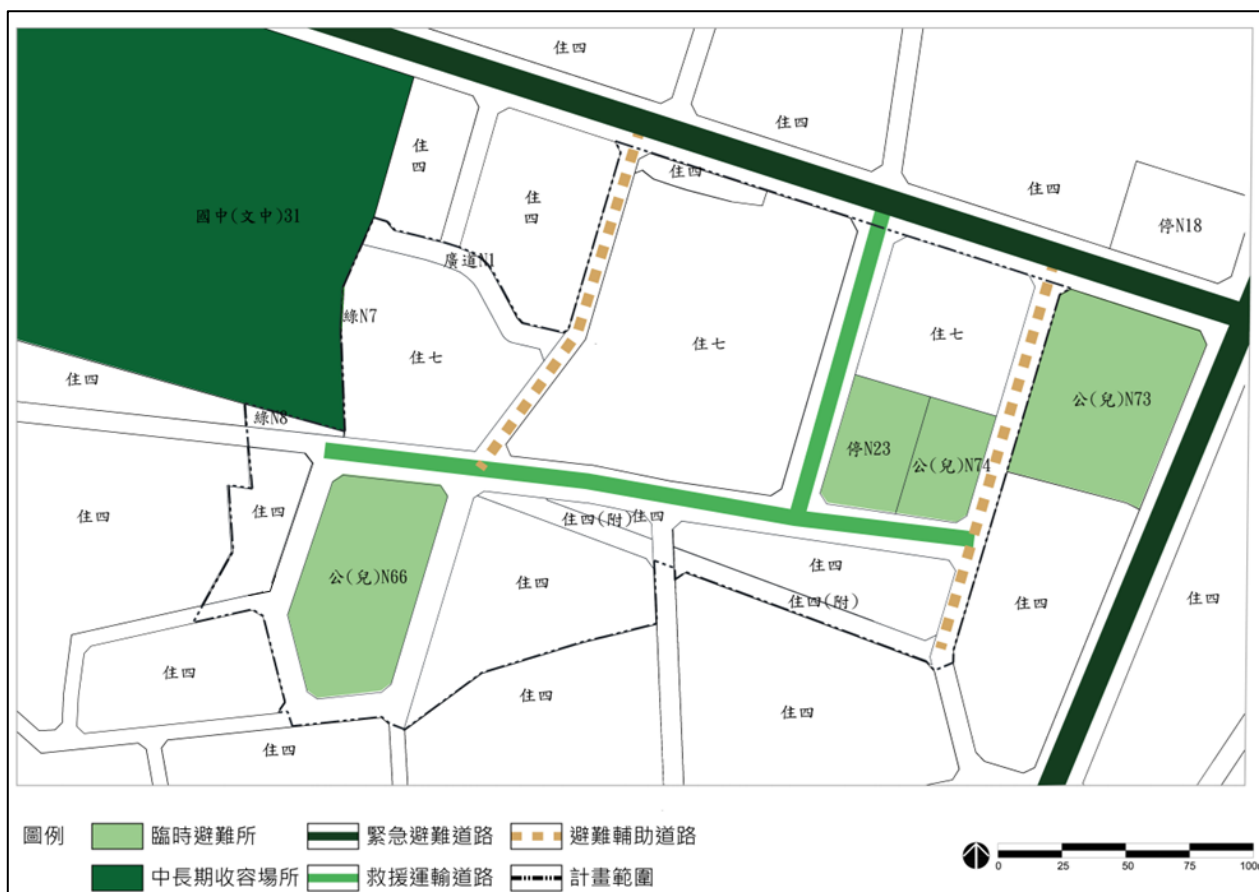 住四
住四
住
四
住四
住四
住
四
國中(文中)31
停N18
廣道N1
綠N7
住七
住七
住七
住四
公(兒)N73
綠N8
停N23
公(兒)N74
住四
住四
住四(附)
住四
公(兒)N66
住四
住四
住四(附)
住四
住四
住四
住四
住四
住四
圖例
臨時避難所
緊急避難道路
避難輔助道路
中長期收容場所
救援運輸道路
計畫範圍
0 25 50 75 100m